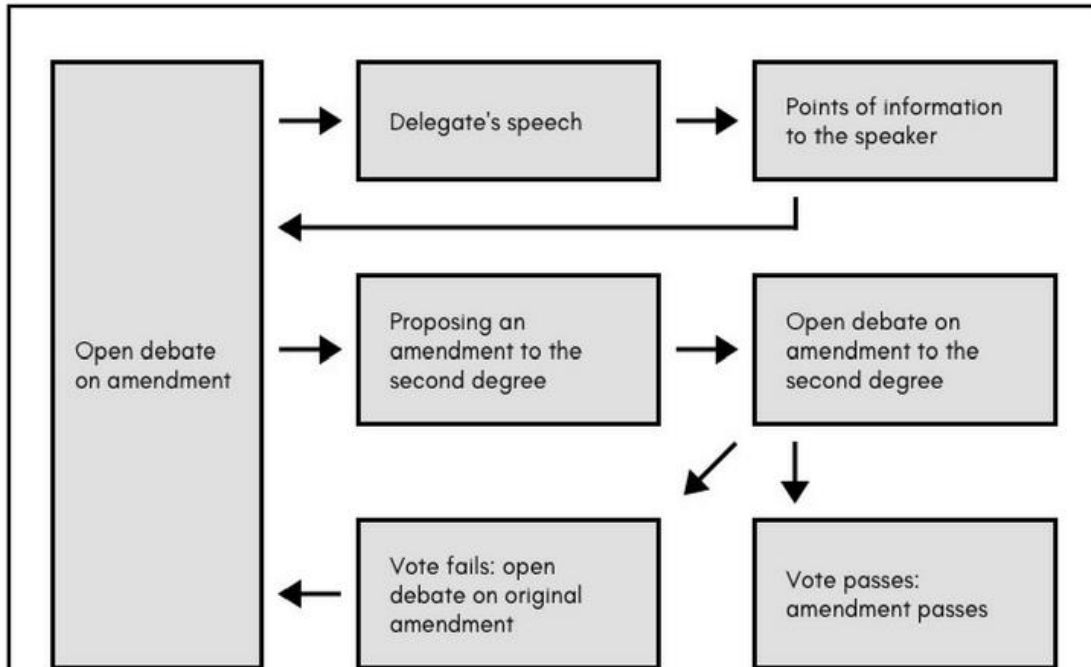 Delegate's speech
Points of information
to the speaker
Open debate
on amendment
Proposing an
amendment to the
second degree
Open debate on
amendment to the
second degree
Vote fails: open
debate on original
amendment
Vote passes:
amendment passes